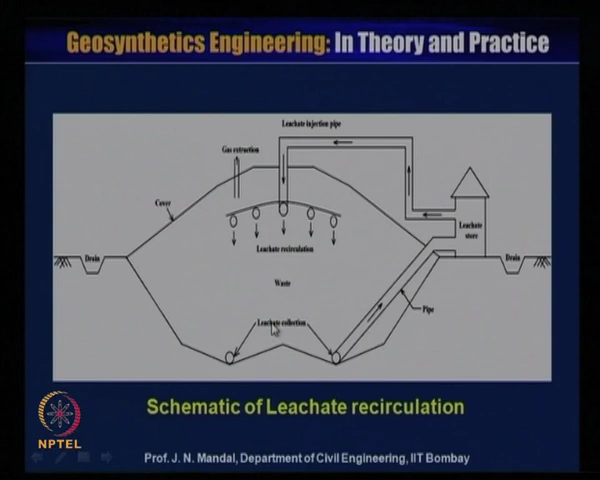 Geosynthetics Engineering: In Theory and Practice
Leachate injection pipe
Gas extraction
Cover
Leachate store
Drain
Leachate recirculation
Drain
Waste
Leachate collection
Pipe
Schematic of Leachate recirculation
NPTEL
Prof. J. N. Mandal, Department of Civil Engineering, IIT Bombay